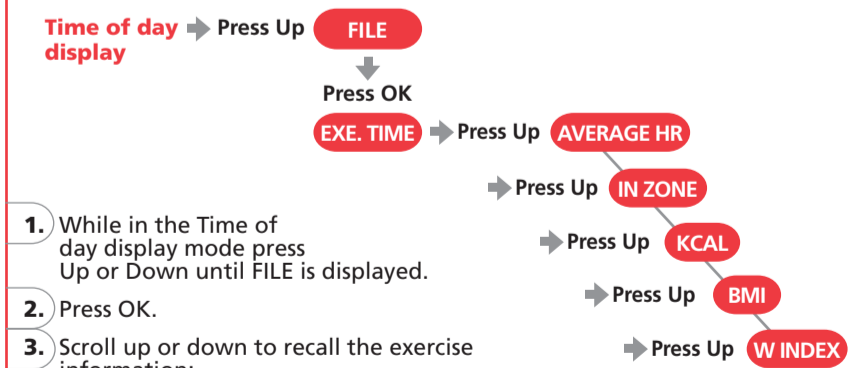 Time of day Press Up FILE
display
Press OK
EXE. TIME Press Up AVERAGE HR
Press Up IN ZONE
1. While in the Time of
day display mode press
Up or Down until FILE is displayed.
Press Up KCAL
2. Press OK.
Press Up BMI
3. Scroll up or down to recall the exercise
information:
Press Up W INDEX